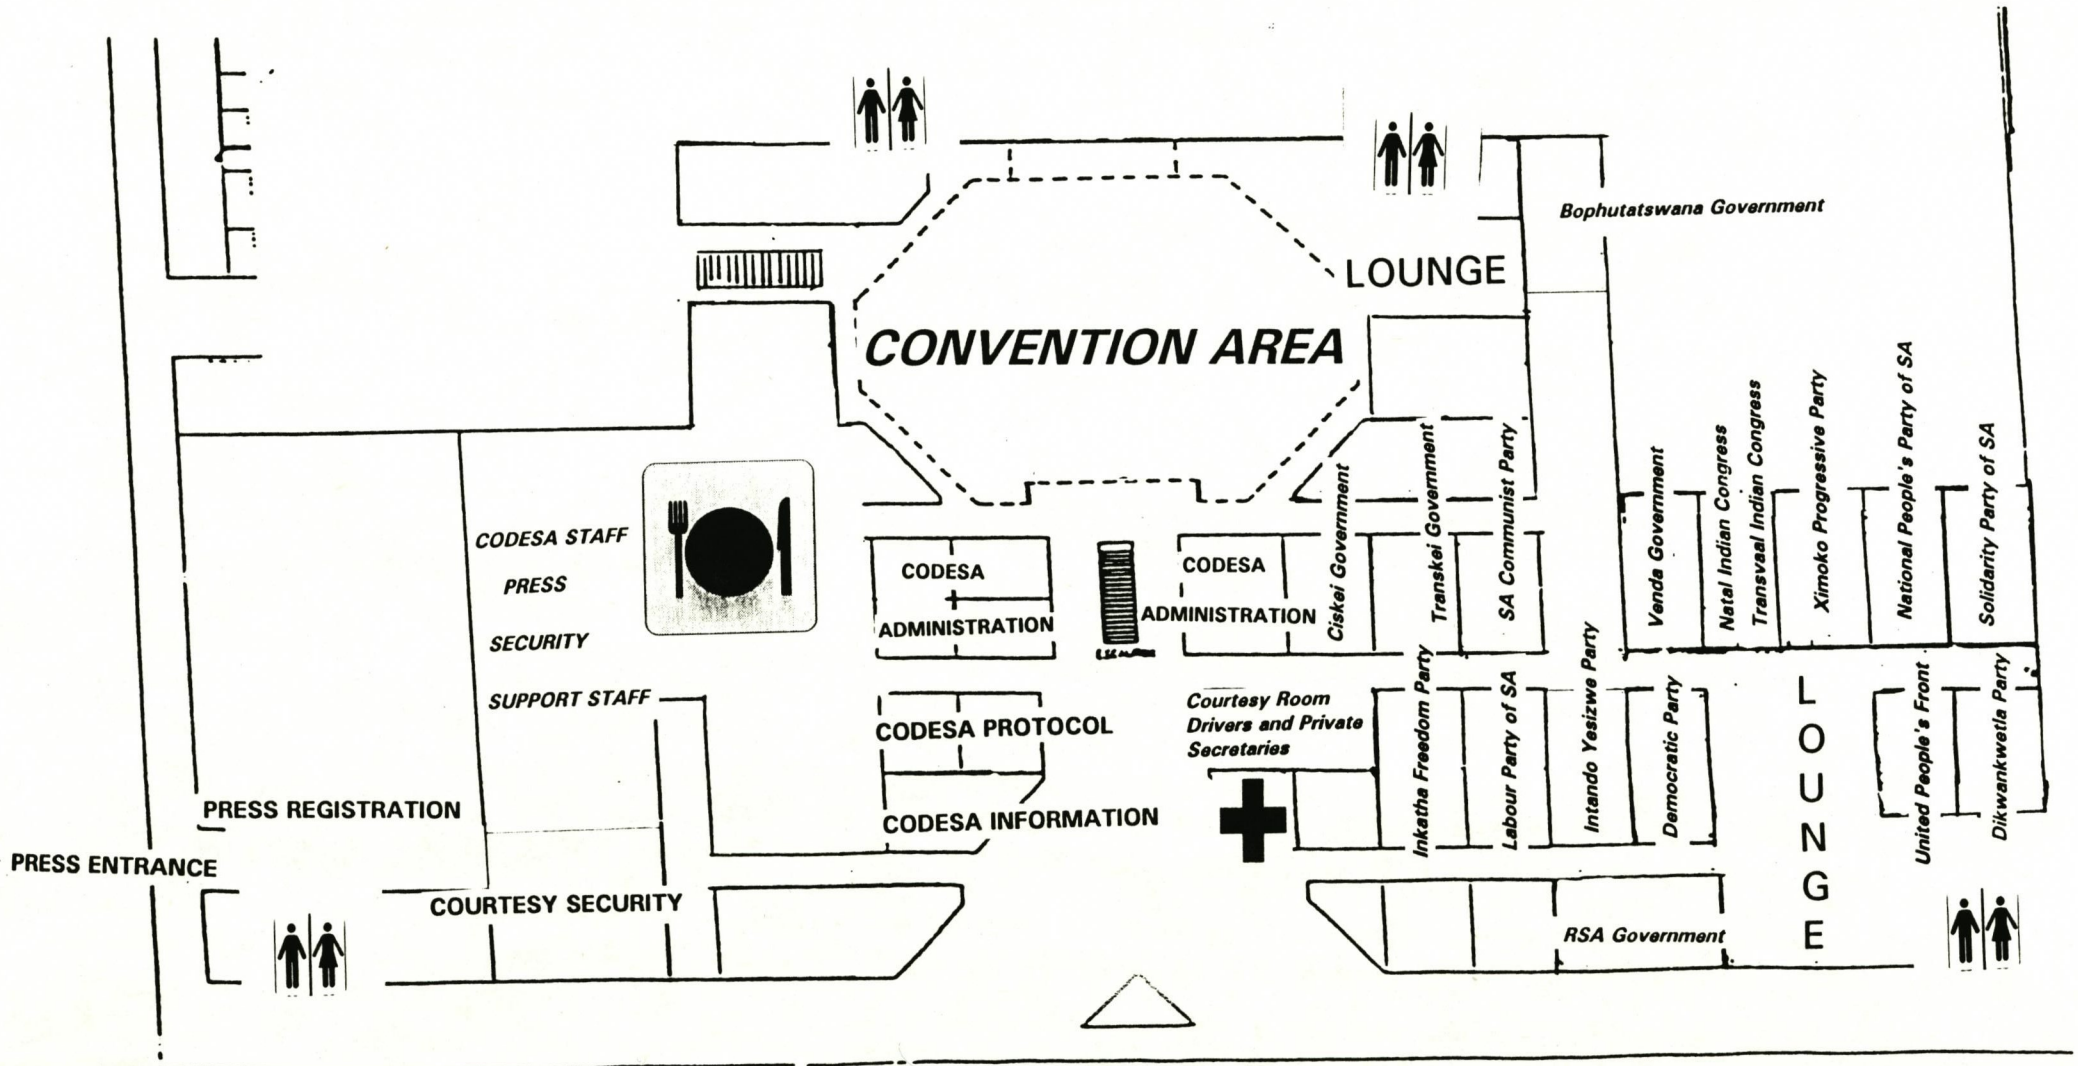 Bophutatswana Government
LOUNGE
CONVENTION AREA
CODESA STAFF
PRESS
SECURITY
SUPPORT STAFF
CODESA
ADMINISTRATION
CODESA
ADMINISTRATION
Ciskei Government
Transkei Government
SA Communist Party
Venda Government
Natal Indian Congress
Transvaal Indian Congress
Ximoko Progressive Party
National People's Party of SA
Solidarity Party of SA
CODESA PROTOCOL
CODESA INFORMATION
Courtesy Room
Drivers and Private
Secretaries
Inkatha Freedom Party
Labour Party of SA
Intando Yesizwe Party
Democratic Party
LOUNGE
United People's Front
Dikwankwetla Party
PRESS REGISTRATION
PRESS ENTRANCE
COURTESY SECURITY
RSA Government